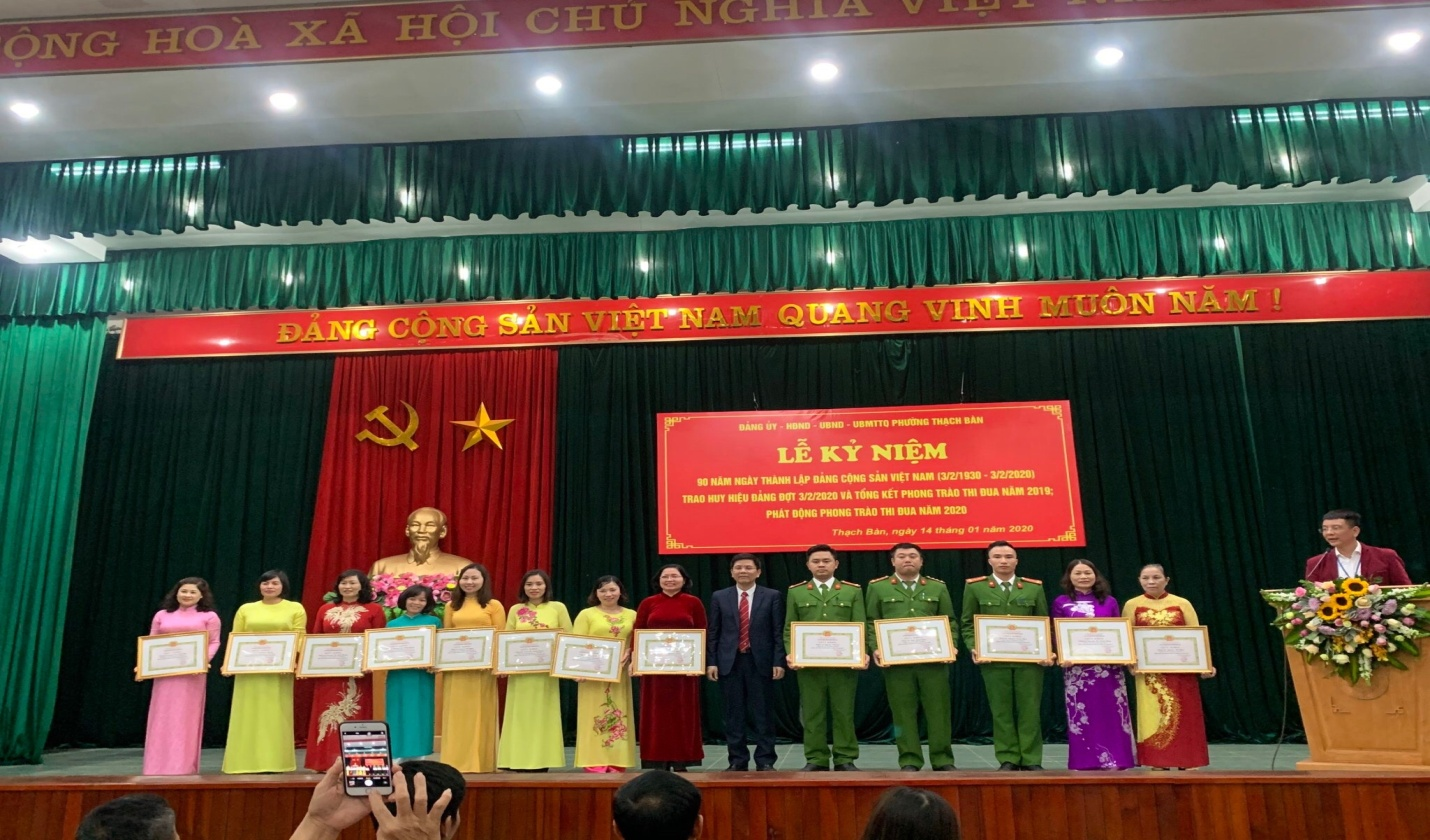 CỘNG HOÀ XÃ HỘI CHỦ NGHĨA VIỆT
ĐẢNG CỘNG SẢN VIỆT NAM QUANG VINH MUÔN NĂM !
ĐẢNG ỦY - HĐND - UBND - UBMTTQ PHƯỜNG THẠCH BÀN
LỄ KỶ NIỆM
90 NĂM NGÀY THÀNH LẬP ĐẢNG CỘNG SẢN VIỆT NAM (3/2/1930 - 3/2/2020)
TRAO HUY HIỆU ĐẢNG ĐỢT 3/2/2020 VÀ TỔNG KẾT PHONG TRÀO THI ĐUA NĂM 2019;
PHÁT ĐỘNG PHONG TRÀO THI ĐUA NĂM 2020
Thạch Bàn, ngày 14 tháng 01 năm 2020